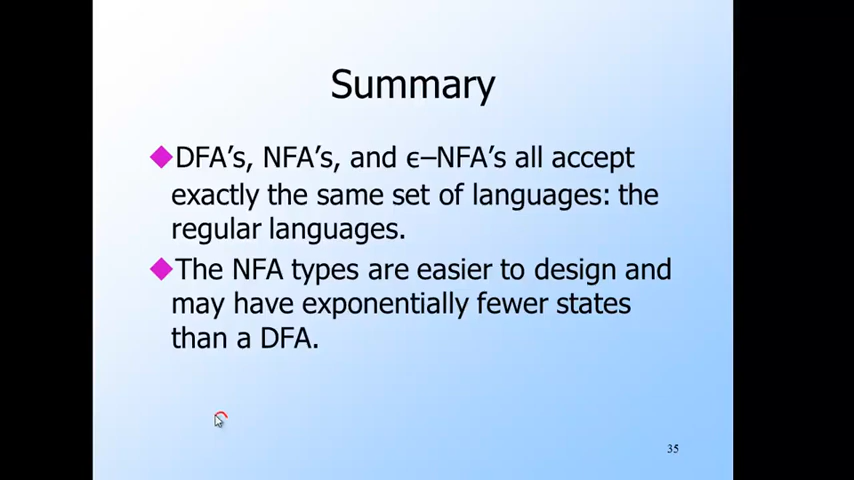 Summary
DFA’s, NFA’s, and ϵ–NFA’s all accept
exactly the same set of languages: the
regular languages.
The NFA types are easier to design and
may have exponentially fewer states
than a DFA.
35